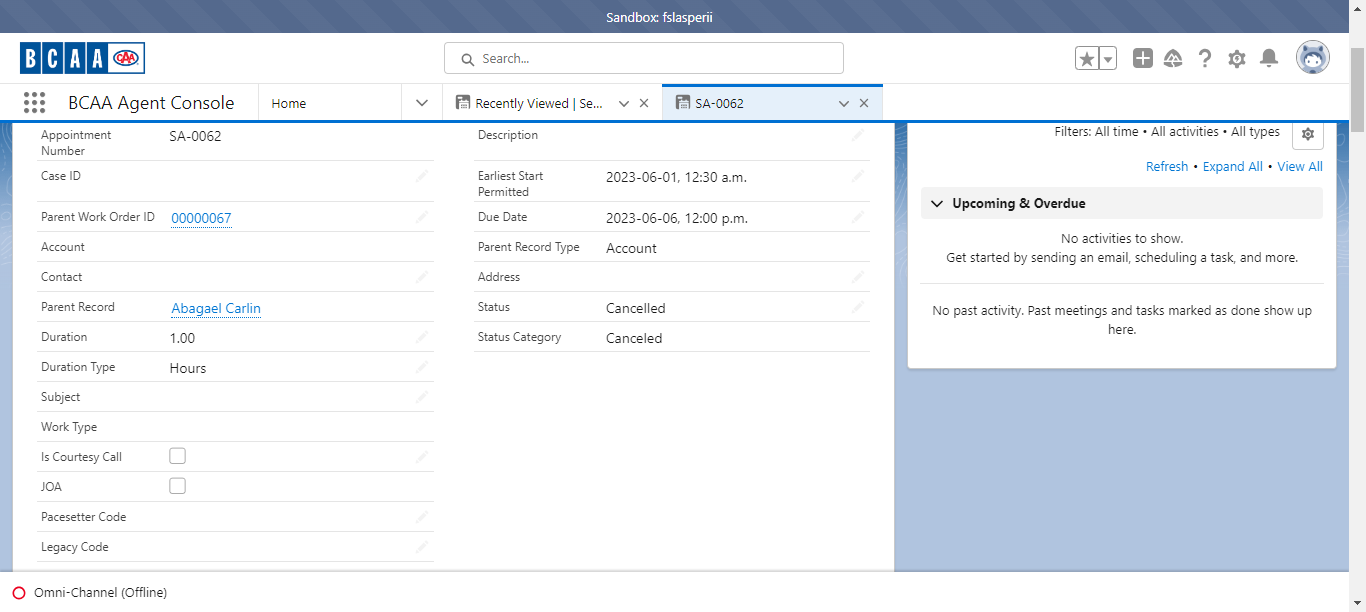 Sandbox: fslasperii
BCAA CAA
Search...
BCAA Agent Console
Home
Recently Viewed | Se...
SA-0062
Appointment
Number
SA-0062
Case ID
Parent Work Order ID
00000067
Account
Contact
Parent Record
Abagael Carlin
Duration
1.00
Duration Type
Hours
Subject
Work Type
Is Courtesy Call
JOA
Pacesetter Code
Legacy Code
Description
Earliest Start
Permitted
2023-06-01, 12:30 a.m.
Due Date
2023-06-06, 12:00 p.m.
Parent Record Type
Account
Address
Status
Cancelled
Status Category
Canceled
Filters: All time • All activities • All types
Refresh • Expand All • View All
Upcoming & Overdue
No activities to show.
Get started by sending an email, scheduling a task, and more.
No past activity. Past meetings and tasks marked as done show up
here.
Omni-Channel (Offline)